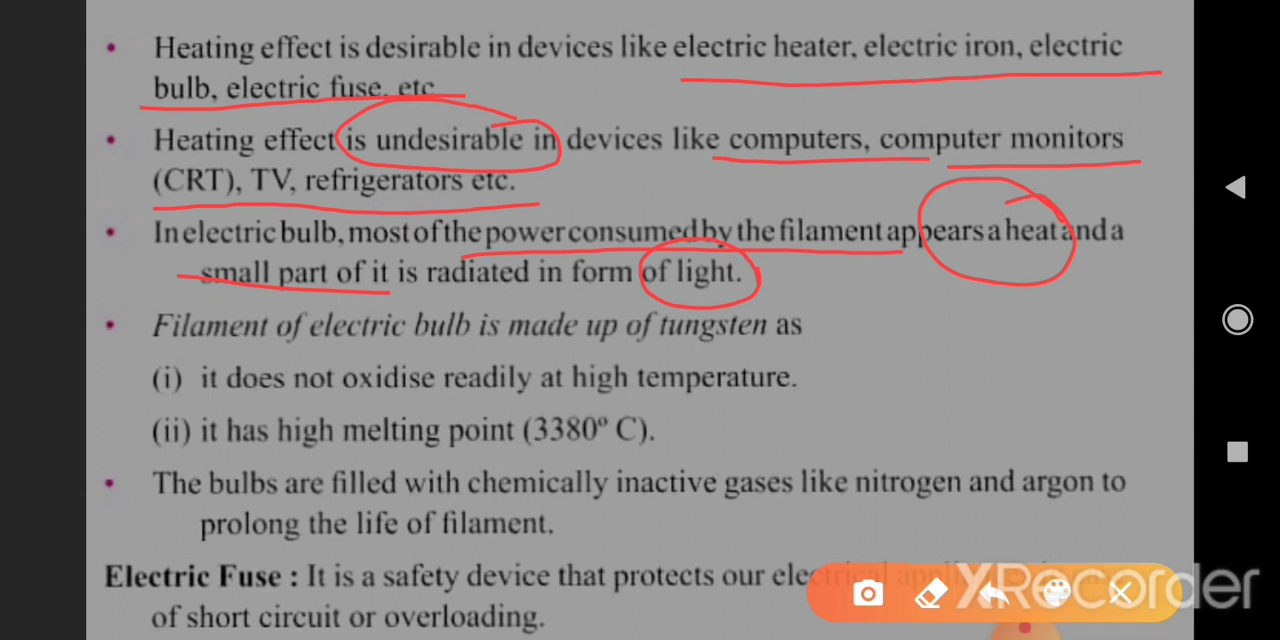 • Heating effect is desirable in devices like electric heater, electric iron, electric
bulb, electric fuse, etc.
• Heating effect is undesirable in devices like computers, computer monitors
(CRT), TV, refrigerators etc.
• In electric bulb, most of the power consumed by the filament appears a heat and a
small part of it is radiated in form of light.
• Filament of electric bulb is made up of tungsten as
(i) it does not oxidise readily at high temperature.
(ii) it has high melting point (3380º C).
• The bulbs are filled with chemically inactive gases like nitrogen and argon to
prolong the life of filament.
Electric Fuse : It is a safety device that protects our electrical
of short circuit or overloading.
XRecorder